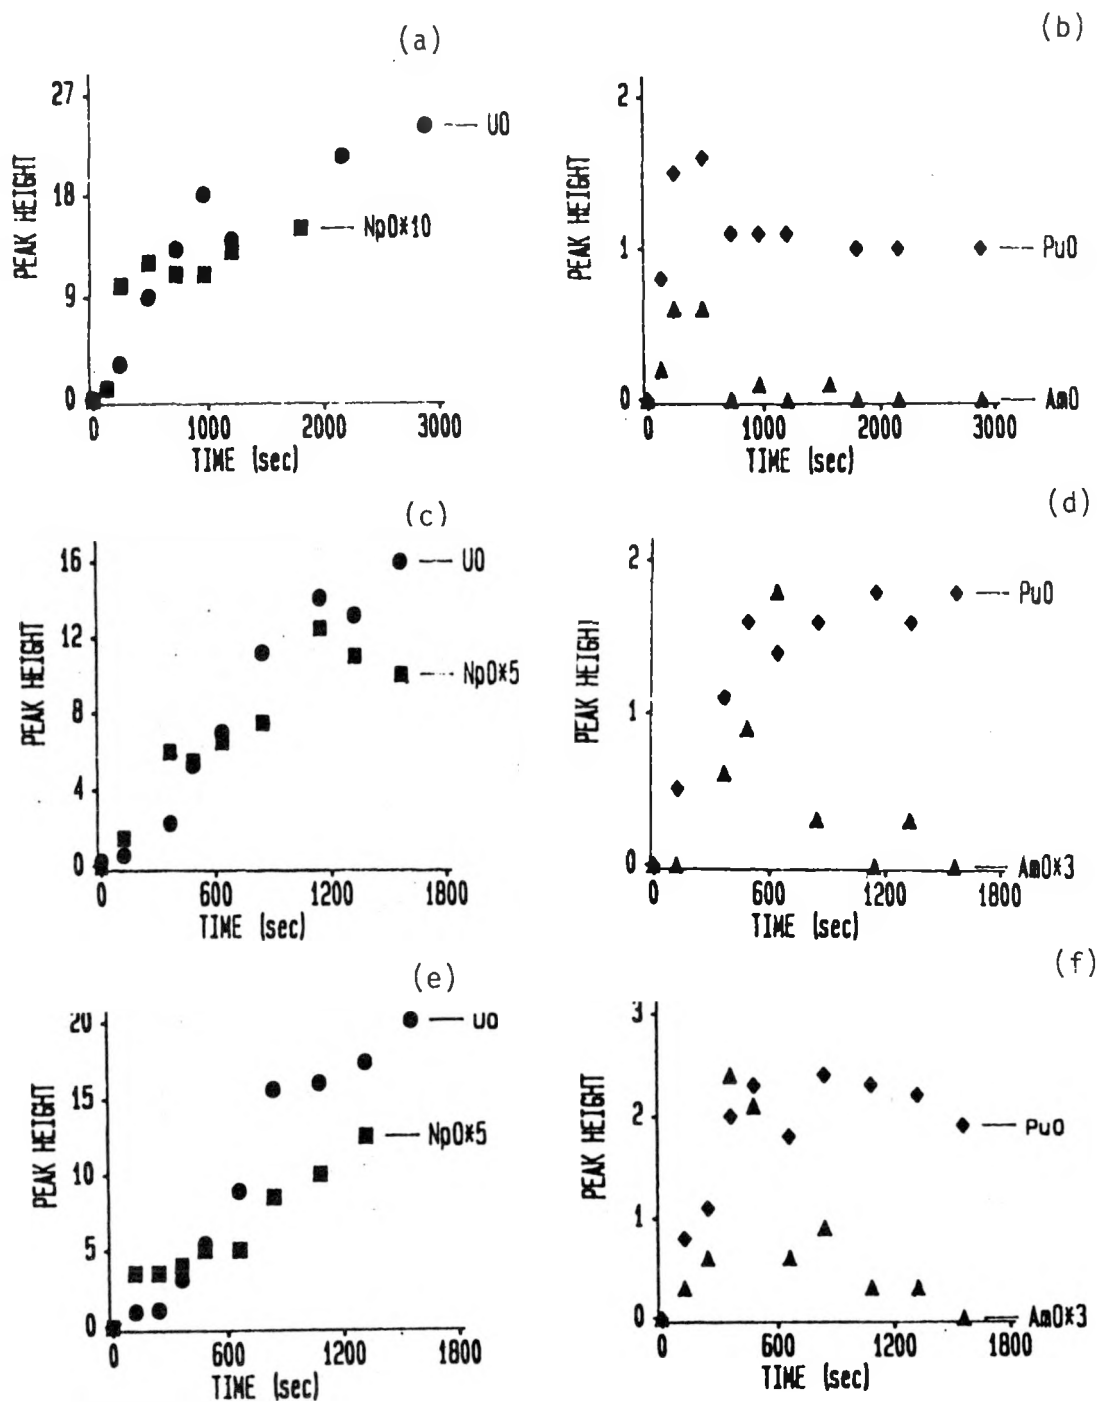 (a)
27
18
9
0
PEAK HEIGHT
UO
NpO*10
0 1000 2000 3000
TIME (sec)
(b)
2
1
0
PEAK HEIGHT
PuO
AmO
0 1000 2000 3000
TIME (sec)
(c)
16
12
8
4
0
PEAK HEIGHT
UO
NpO*5
0 600 1200 1800
TIME (sec)
(d)
2
1
0
PEAK HEIGHT
PuO
AmO*3
0 600 1200 1800
TIME (sec)
(e)
20
15
10
5
0
PEAK HEIGHT
UO
NpO*5
0 600 1200 1800
TIME (sec)
(f)
3
2
1
0
PEAK HEIGHT
PuO
AmO*3
0 600 1200 1800
TIME (sec)